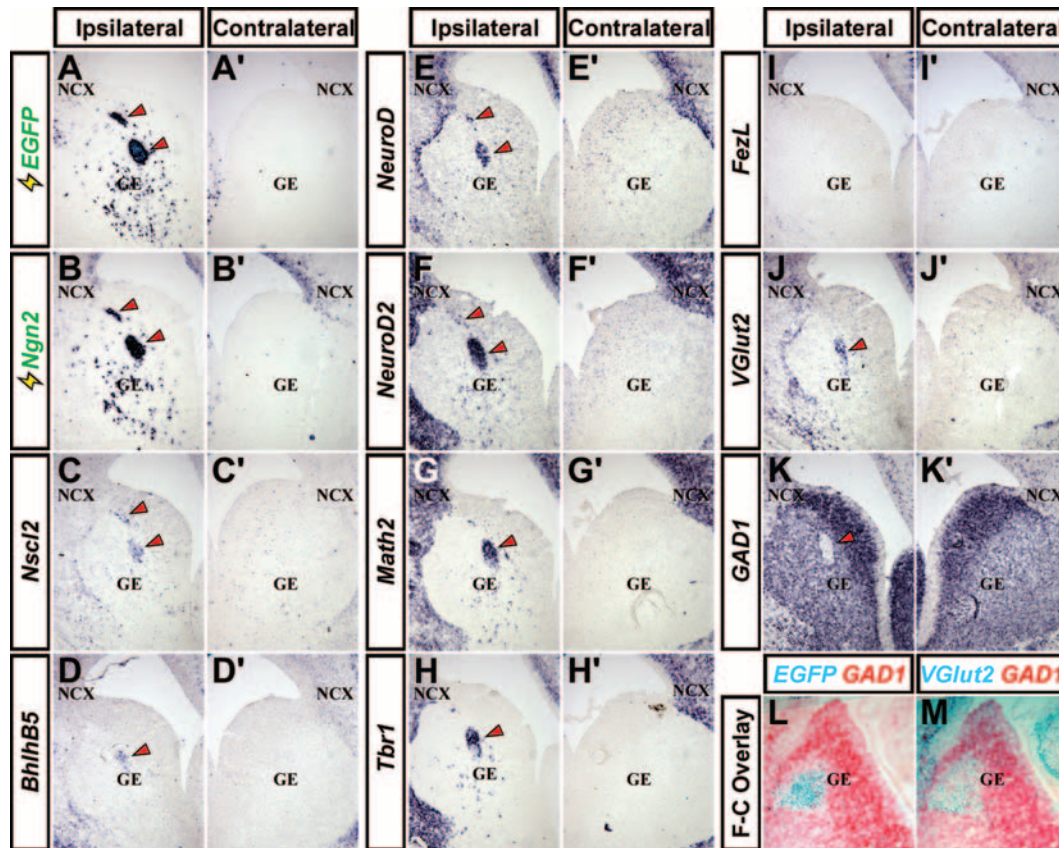 Ipsilateral Contralateral Ipsilateral Contralateral Ipsilateral Contralateral
EGFP
A NCX GE
A' NCX GE
NeuroD
E NCX GE
E' NCX GE
FezL
I NCX GE
I' NCX GE
Ngn2
B NCX GE
B' NCX GE
NeuroD2
F NCX GE
F' NCX GE
VGlut2
J NCX GE
J' NCX GE
Nscl2
C NCX GE
C' NCX GE
Math2
G NCX GE
G' NCX GE
GAD1
K NCX GE
K' NCX GE
BhlhB5
D NCX GE
D' NCX GE
Tbr1
H NCX GE
H' NCX GE
F-C Overlay
EGFP GAD1
L GE
VGlut2 GAD1
M GE